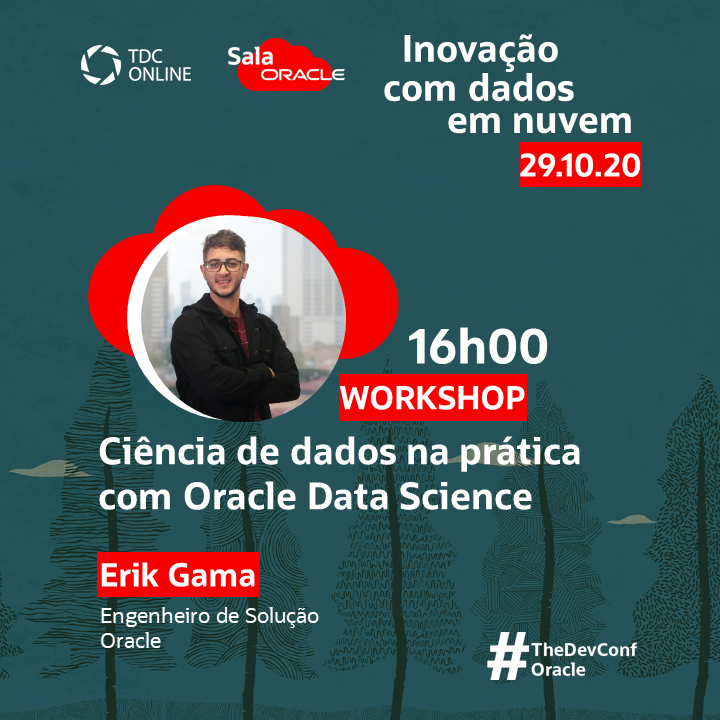 TDC
ONLINE
Sala
ORACLE
Inovação
com dados
em nuvem
29.10.20
16h00
WORKSHOP
Ciência de dados na prática
com Oracle Data Science
Erik Gama
Engenheiro de Solução
Oracle
#TheDevConf
Oracle